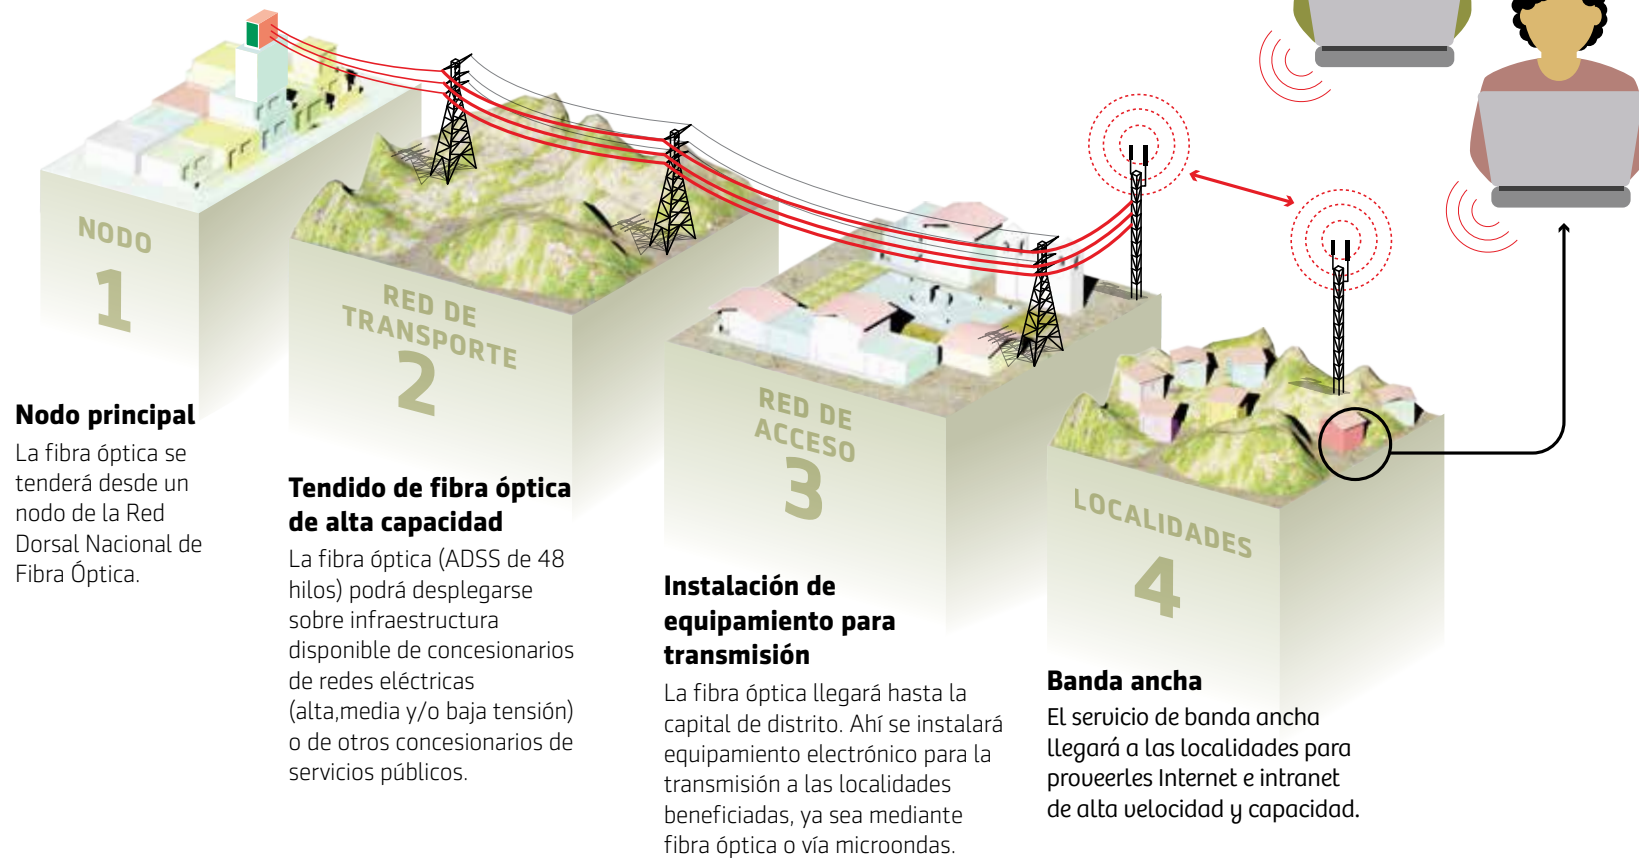 NODO
1
Nodo principal
La fibra óptica se
tenderá desde un
nodo de la Red
Dorsal Nacional de
Fibra Óptica.
RED DE
TRANSPORTE
2
Tendido de fibra óptica
de alta capacidad
La fibra óptica (ADSS de 48
hilos) podrá desplegarse
sobre infraestructura
disponible de concesionarios
de redes eléctricas
(alta,media y/o baja tensión)
o de otros concesionarios de
servicios públicos.
RED DE
ACCESO
3
Instalación de
equipamiento para
transmisión
La fibra óptica llegará hasta la
capital de distrito. Ahí se instalará
equipamiento electrónico para la
transmisión a las localidades
beneficiadas, ya sea mediante
fibra óptica o vía microondas.
LOCALIDADES
4
Banda ancha
El servicio de banda ancha
llegará a las localidades para
proveerles Internet e intranet
de alta velocidad y capacidad.